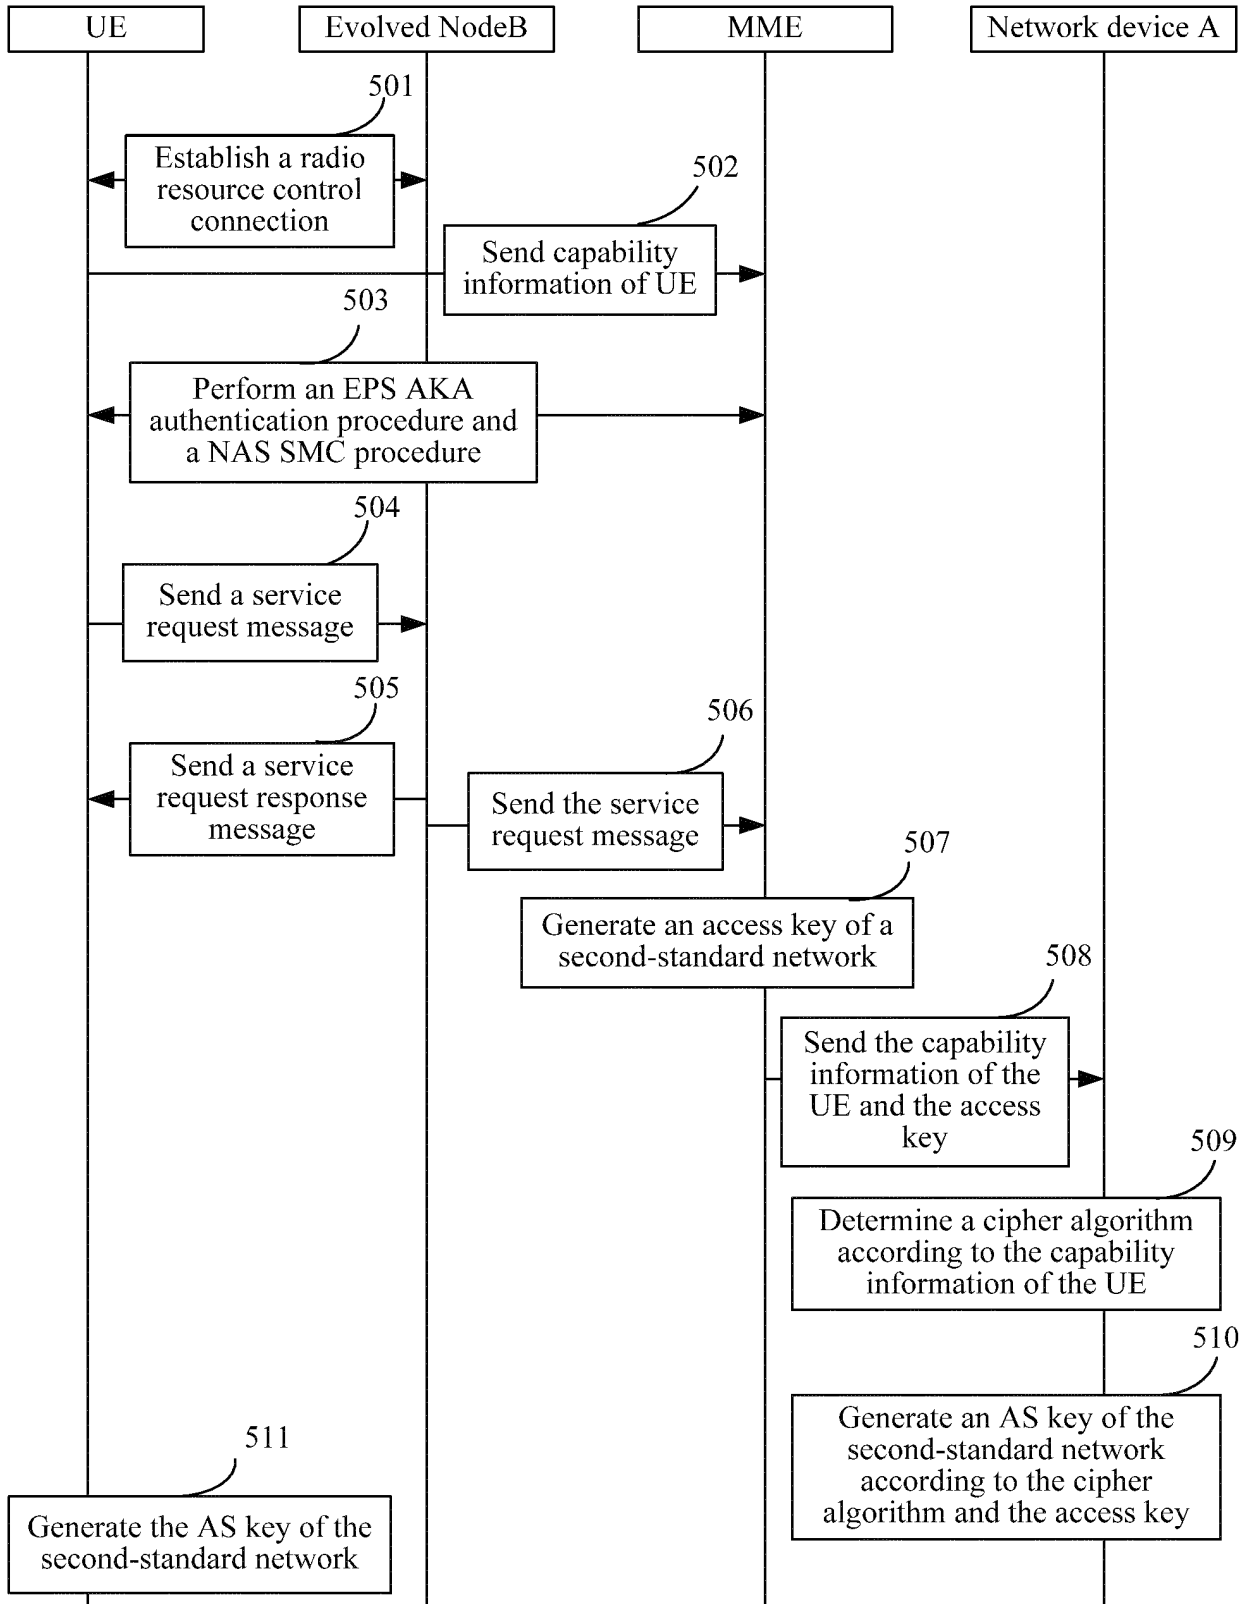 UE
Evolved NodeB
MME
Network device A
501
Establish a radio
resource control
connection
502
Send capability
information of UE
503
Perform an EPS AKA
authentication procedure and
a NAS SMC procedure
504
Send a service
request message
505
Send a service
request response
message
506
Send the service
request message
507
Generate an access key of a
second-standard network
508
Send the capability
information of the
UE and the access
key
509
Determine a cipher algorithm
according to the capability
information of the UE
510
Generate an AS key of the
second-standard network
according to the cipher
algorithm and the access key
511
Generate the AS key of the
second-standard network